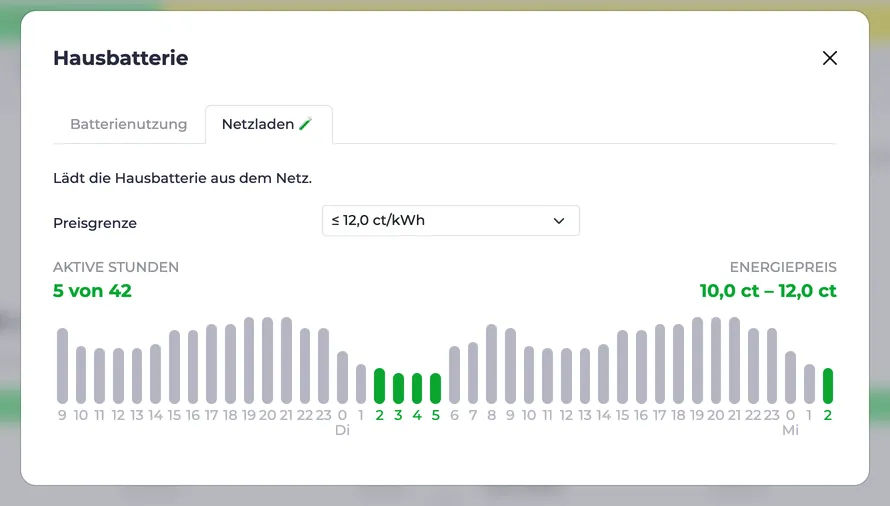 Hausbatterie
Batterienutzung
Netzladen
Lädt die Hausbatterie aus dem Netz.
Preisgrenze
≤ 12,0 ct/kWh
AKTIVE STUNDEN
ENERGIEPREIS
5 von 42
10,0 ct – 12,0 ct
9 10 11 12 13 14 15 16 17 18 19 20 21 22 23 0 1 2 3 4 5 6 7 8 9 10 11 12 13 14 15 16 17 18 19 20 21 22 23 0 1 2
Di Mi